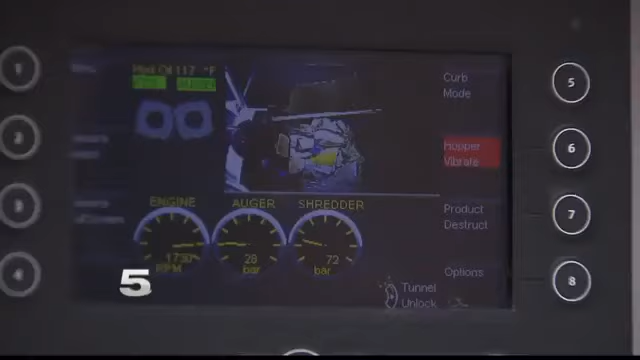 1
2
3
4
°F
ENGINE
AUGER
SHREDDER
1730
RPM
28
bar
72
bar
Curb
Mode
Hopper
Vibrate
Product
Destruct
Options
Tunnel
Unlock
5
6
7
8
5